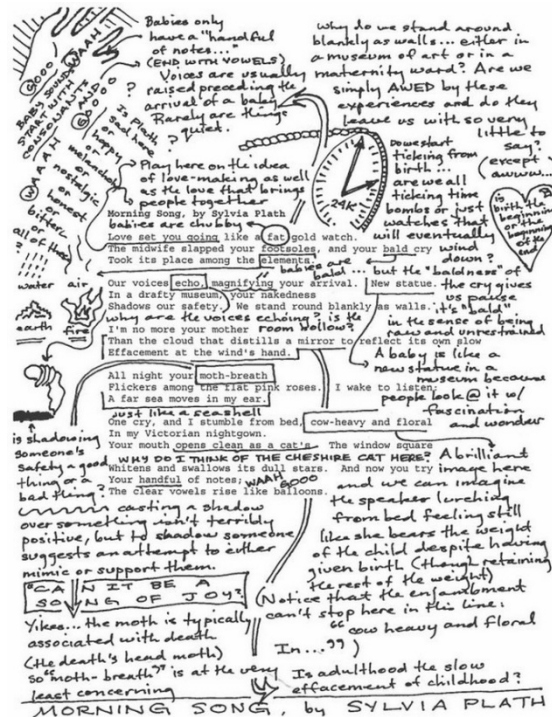 Babies only
have a "handful
of notes..."
(END WITH VOWELS)
Voices are usually
raised preceding the
arrival of a baby.
Rarely are things
quiet.
?
why do we stand around
blankly as walls... either in
a museum of art or in a
maternity ward? Are we
simply AWED by these
experiences and do they
leave us with so very
little to
say?
(except
awww...
GOOO
WAAH
BABY SOUNDS
START WITH
CONSONANTS
AND
GOOOO
WAAAH
Is Plath
sad here
or
happy
or
melancholy
or
nostalgic
or honest
or
bitter
or
all of these
?
Do we start
ticking from
birth...
are we all
ticking time
bombs or just
watches that
will eventually
wind
down?
24K
is birth the
beginning
or the
beginning
of the
end
Play here on the idea
of love-making as well
as the love that brings
people together
Morning Song, by Sylvia Plath
babies are chubby
Love set you going like a fat gold watch.
The midwife slapped your footsoles, and your bald cry
Took its place among the elements.
babies are
bald... but the "baldness" of
the cry gives
us pause
it's "bald"
in the sense of being
raw and unrestrained
water air
earth fire
Our voices echo, magnifying your arrival. New statue.
In a drafty museum, your nakedness
Shadows our safety. We stand round blankly as walls.
why are the voices echoing? is the
room hollow?
I'm no more your mother
Than the cloud that distills a mirror to reflect its own slow
Effacement at the wind's hand.
A baby is like a
new statue in a
museum because
people look @ it w/
fascination
and wonder
All night your moth-breath
Flickers among the flat pink roses. I wake to listen:
A far sea moves in my ear.
just like a seashell
One cry, and I stumble from bed, cow-heavy and floral
In my Victorian nightgown.
Your mouth opens clean as a cat's. The window square
WHY DO I THINK OF THE CHESHIRE CAT HERE?
Whitens and swallows its dull stars. And now you try
Your handful of notes;
WAAH
GOOO
The clear vowels rise like balloons.
is shadowing
someone's
safety a good
thing or a
bad thing?
casting a shadow
over something isn't terribly
positive, but to shadow someone
suggests an attempt to either
mimic or support them.
A brilliant
image here
and we can imagine
the speaker lurching
from bed feeling still
like she bears the weight
of the child despite having
given birth (though retaining
the rest of the weight)
(Notice that the enjambment
can't stop here in this line:
"cow heavy and floral
In..."
)
"CAN IT BE A
SONG OF JOY?
Yikes... the moth is typically
associated with death
(the death's head moth)
so "moth-breath" is at the very
least concerning
Is adulthood the slow
effacement of childhood?
MORNING SONG, by SYLVIA PLATH